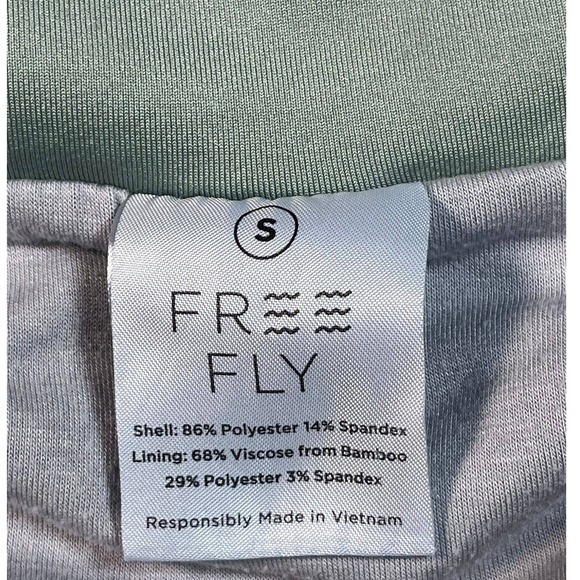 S
FREE
FLY
Shell: 86% Polyester 14% Spandex
Lining: 68% Viscose from Bamboo
29% Polyester 3% Spandex
Responsibly Made in Vietnam